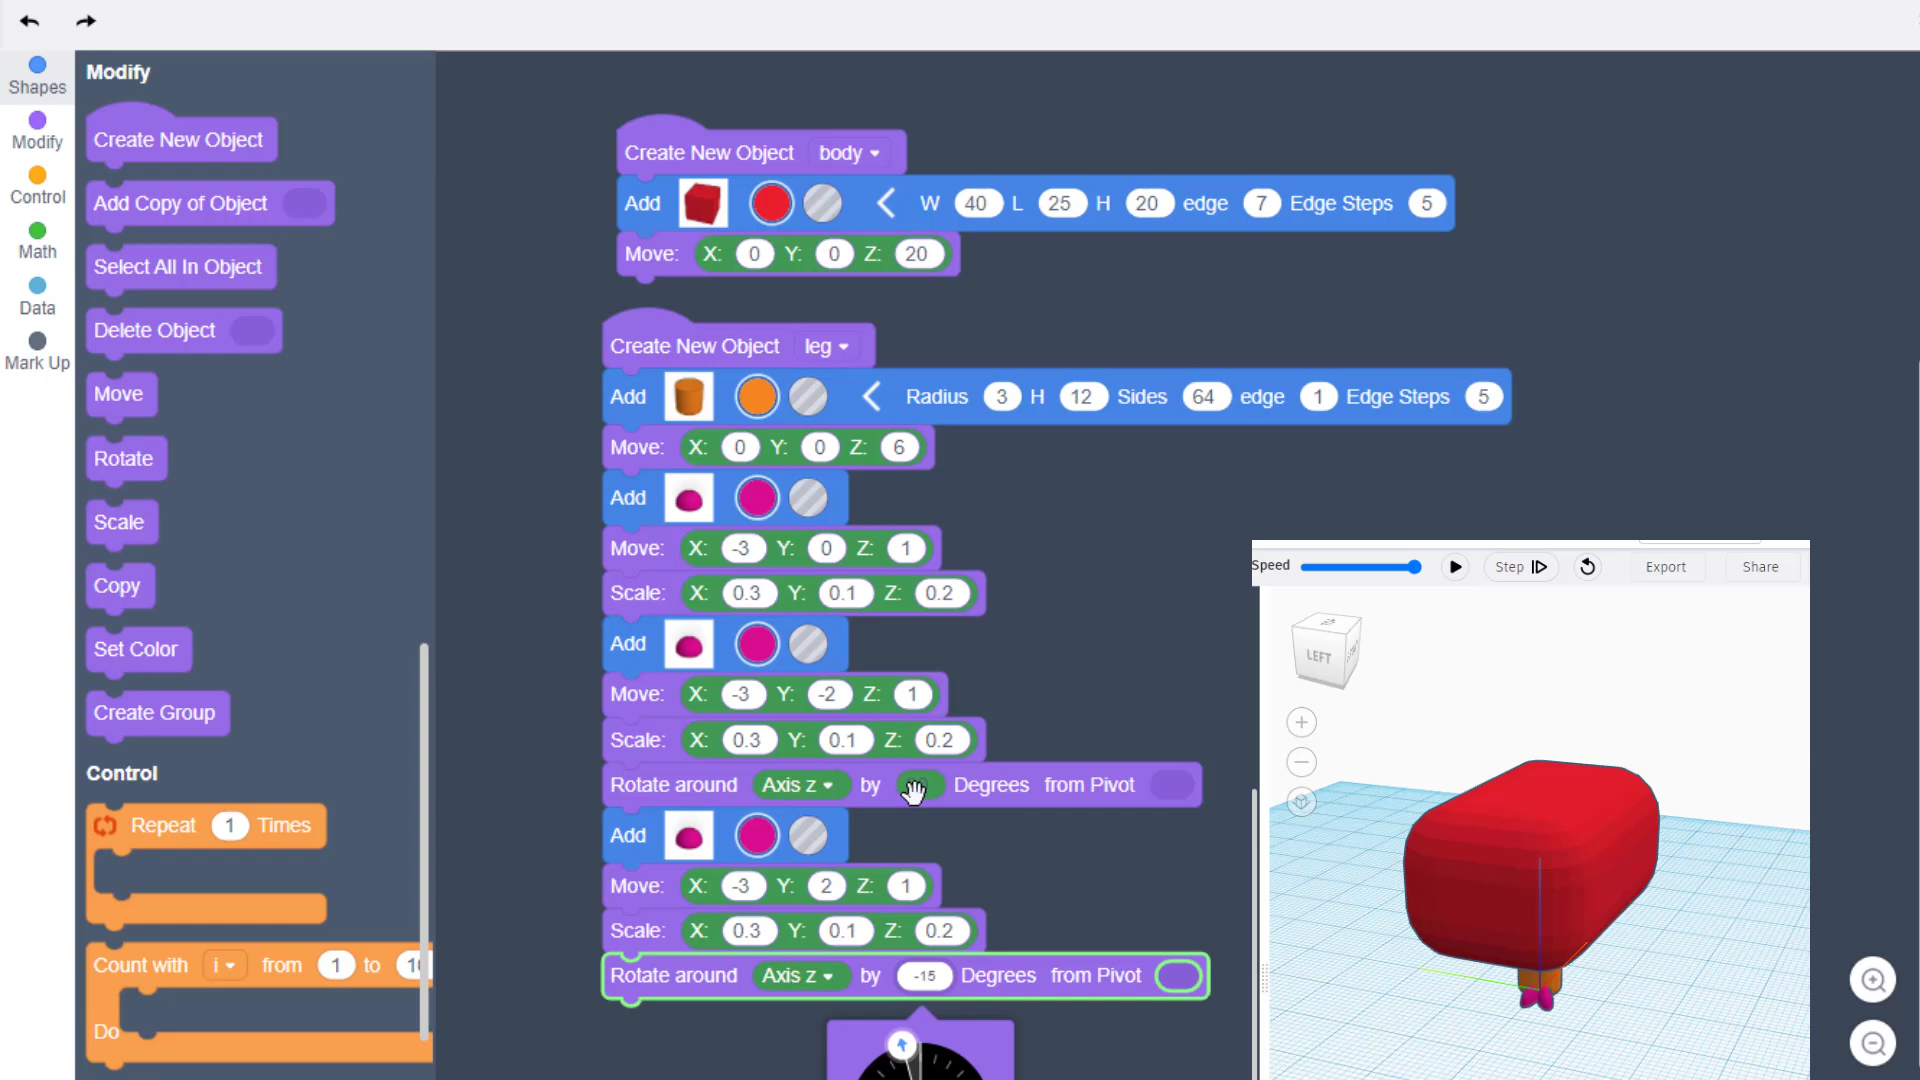 Shapes
Modify
Control
Math
Data
Mark Up
Modify
Create New Object
Add Copy of Object
Select All In Object
Delete Object
Move
Rotate
Scale
Copy
Set Color
Create Group
Control
Repeat 1 Times
Count with i from 1 to
Do
Create New Object body
Add W 40 L 25 H 20 edge 7 Edge Steps 5
Move: X: 0 Y: 0 Z: 20
Create New Object leg
Add Radius 3 H 12 Sides 64 edge 1 Edge Steps 5
Move: X: 0 Y: 0 Z: 6
Add
Move: X: -3 Y: 0 Z: 1
Scale: X: 0.3 Y: 0.1 Z: 0.2
Add
Move: X: -3 Y: -2 Z: 1
Scale: X: 0.3 Y: 0.1 Z: 0.2
Rotate around Axis z by Degrees from Pivot
Add
Move: X: -3 Y: 2 Z: 1
Scale: X: 0.3 Y: 0.1 Z: 0.2
Rotate around Axis z by -15 Degrees from Pivot
Speed Step Export Share
LEFT